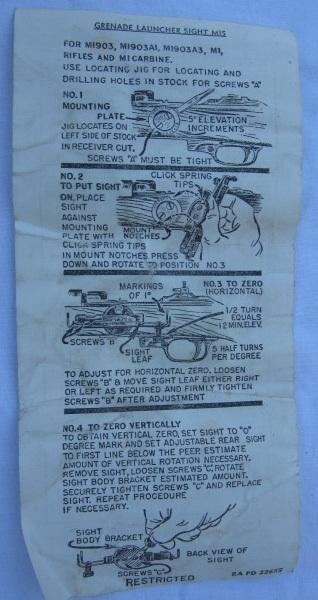 GRENADE LAUNCHER SIGHT M15
FOR M1903, M1903A1, M1903A3, M1,
RIFLES AND M1 CARBINE.
USE LOCATING JIG FOR LOCATING AND
DRILLING HOLES IN STOCK FOR SCREWS "A"
NO. 1
MOUNTING
PLATE
JIG LOCATES ON
LEFT SIDE OF STOCK
IN RECEIVER CUT.
5° ELEVATION
INCREMENTS
SCREWS "A" MUST BE TIGHT
NO. 2
TO PUT SIGHT
ON, PLACE
SIGHT
AGAINST
MOUNTING
PLATE WITH
CLICK SPRING TIPS
IN MOUNT NOTCHES PRESS
DOWN AND ROTATE TO POSITION NO.3
CLICK SPRING
TIPS
MOUNT
NOTCHES
MARKINGS
OF 1°
NO.3 TO ZERO
(HORIZONTAL)
1/2 TURN
EQUALS
12 MIN. ELEV.
SCREWS "B"
SIGHT
LEAF
5 HALF TURNS
PER DEGREE
TO ADJUST FOR HORIZONTAL ZERO. LOOSEN
SCREWS "B" & MOVE SIGHT LEAF EITHER RIGHT
OR LEFT AS REQUIRED AND FIRMLY TIGHTEN
SCREWS "B" AFTER ADJUSTMENT
NO.4 TO ZERO VERTICALLY
TO OBTAIN VERTICAL ZERO, SET SIGHT TO "O"
DEGREE MARK AND SET ADJUSTABLE REAR SIGHT
TO FIRST LINE BELOW THE PEEP, ESTIMATE
AMOUNT OF VERTICAL ROTATION NECESSARY.
REMOVE SIGHT, LOOSEN SCREWS "C", ROTATE
SIGHT BODY BRACKET ESTIMATED AMOUNT.
SECURELY TIGHTEN SCREWS "C" AND REPLACE
SIGHT. REPEAT PROCEDURE
IF NECESSARY.
SIGHT
BODY BRACKET
BACK VIEW OF
SIGHT
SCREWS "C"
RESTRICTED
RA PD